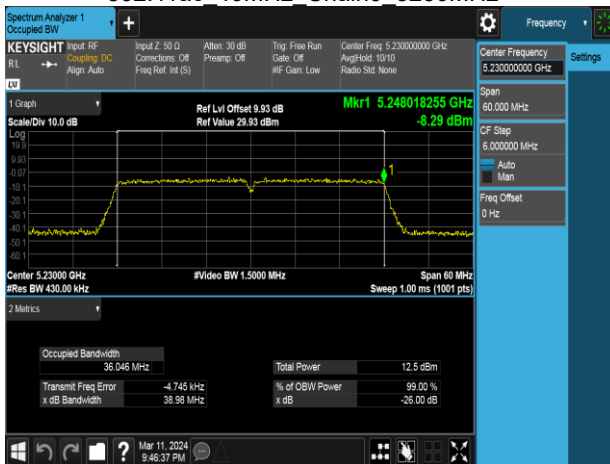 Spectrum Analyzer 1
Occupied BW
+
Frequency
KEYSIGHT
RL
Input: RF
Coupling: DC
Align: Auto
Input Z: 50 Ω
Corrections: Off
Freq Ref: Int (S)
Atten: 30 dB
Preamp: Off
Trig: Free Run
Gate: Off
#IF Gain: Low
Center Freq: 5.230000000 GHz
Avg|Hold: 10/10
Radio Std: None
LXI
Center Frequency
5.230000000 GHz
Settings
Span
60.000 MHz
CF Step
6.000000 MHz
Auto
Man
Freq Offset
0 Hz
1 Graph
Scale/Div 10.0 dB
Ref Lvl Offset 9.93 dB
Ref Value 29.93 dBm
Mkr1 5.248018255 GHz
-8.29 dBm
Log
19.9
9.93
-0.07
-10.1
-20.1
-30.1
-40.1
-50.1
-60.1
1
Center 5.23000 GHz
#Res BW 430.00 kHz
#Video BW 1.5000 MHz
Span 60 MHz
Sweep 1.00 ms (1001 pts)
2 Metrics
Occupied Bandwidth
36.046 MHz
Total Power 12.5 dBm
Transmit Freq Error -4.745 kHz
% of OBW Power 99.00 %
x dB Bandwidth 38.98 MHz
x dB -26.00 dB
?
Mar 11, 2024
9:46:37 PM